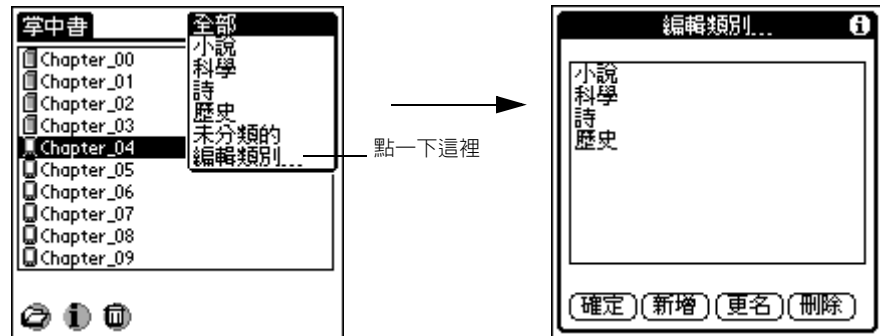 掌中書
全部
小說
科學
詩
歷史
未分類的
編輯類別...
Chapter_00
Chapter_01
Chapter_02
Chapter_03
Chapter_04
Chapter_05
Chapter_06
Chapter_07
Chapter_08
Chapter_09
點一下這裡
編輯類別...
小說
科學
詩
歷史
確定 新增 更名 刪除